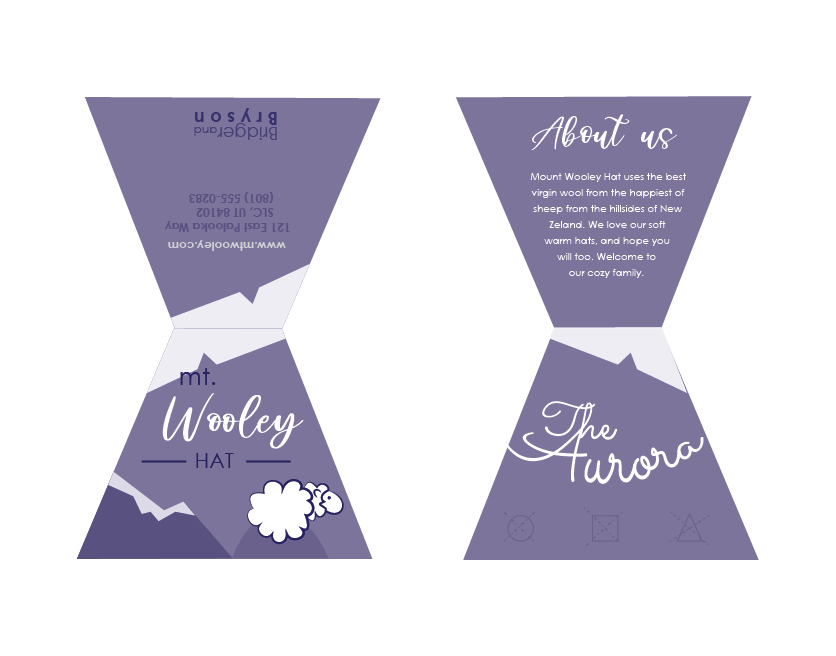 Bridgerand
Bryson
(801) 555-0283
SLC, UT 84102
121 East Palooka Way
www.mtwooley.com
mt.
Wooley
HAT
About us
Mount Wooley Hat uses the best
virgin wool from the happiest of
sheep from the hillsides of New
Zeland. We love our soft
warm hats, and hope you
will too. Welcome to
our cozy family.
The
Aurora